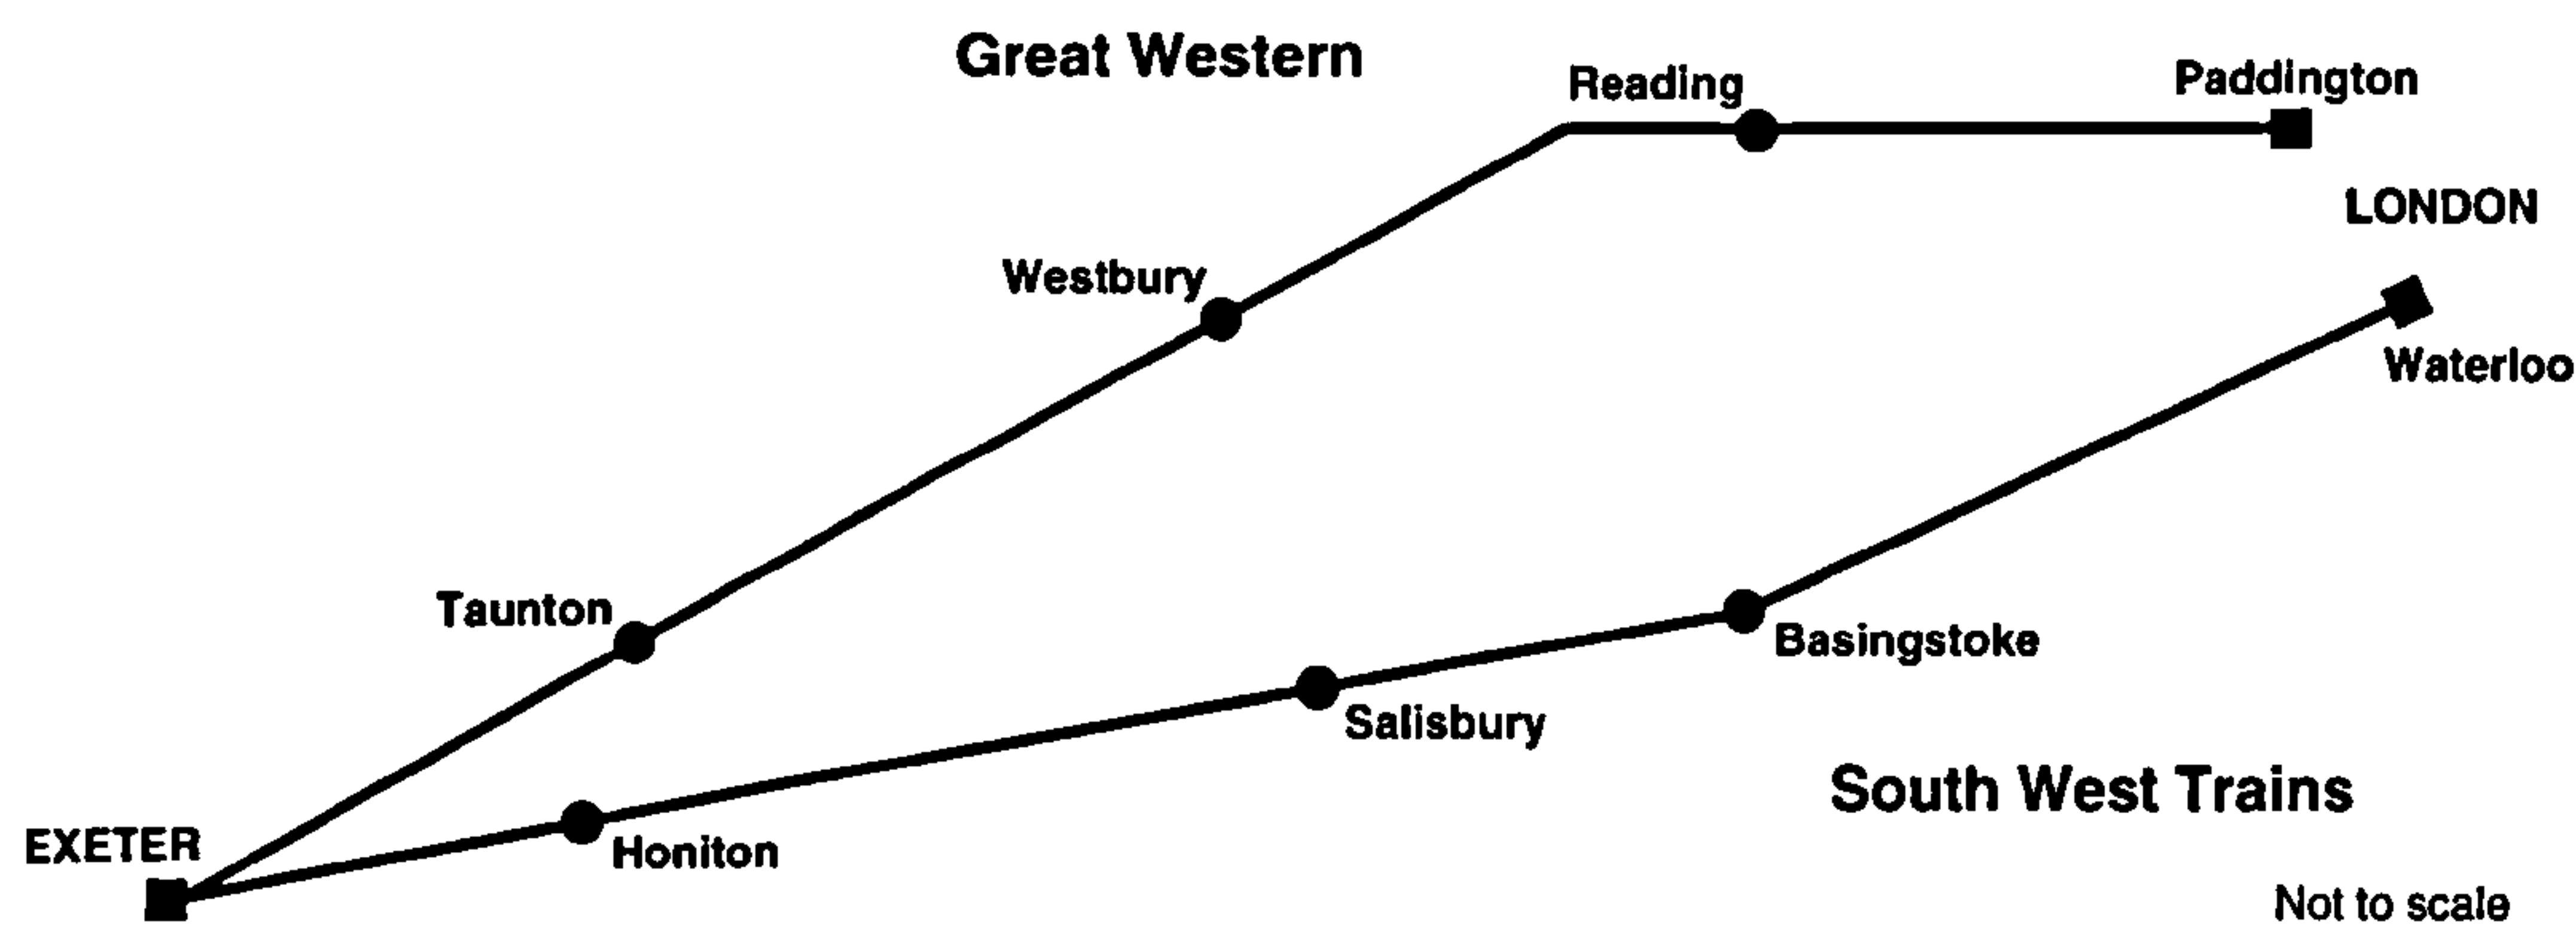 Great Western
Reading
Paddington
LONDON
Westbury
Waterloo
Taunton
Basingstoke
Salisbury
South West Trains
EXETER
Honiton
Not to scale